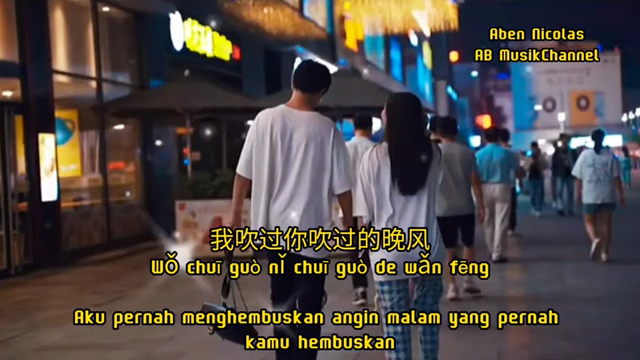 Aben Nicolas
AB MusikChannel
我吹过你吹过的晚风
WǑ chuī guò nǐ chuī guò de wǎn fēng
Aku pernah menghembuskan angin malam yang pernah
kamu hembuskan